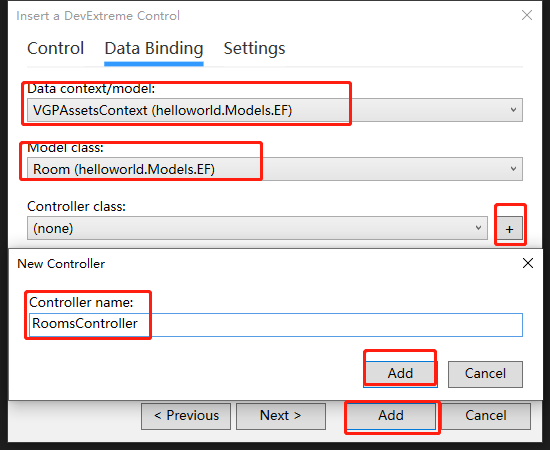 Insert a DevExtreme Control
Control Data Binding Settings
Data context/model:
VGPAssetsContext (helloworld.Models.EF)
Model class:
Room (helloworld.Models.EF)
Controller class:
(none) +
New Controller
Controller name:
RoomsController
Add Cancel
< Previous Next > Add Cancel